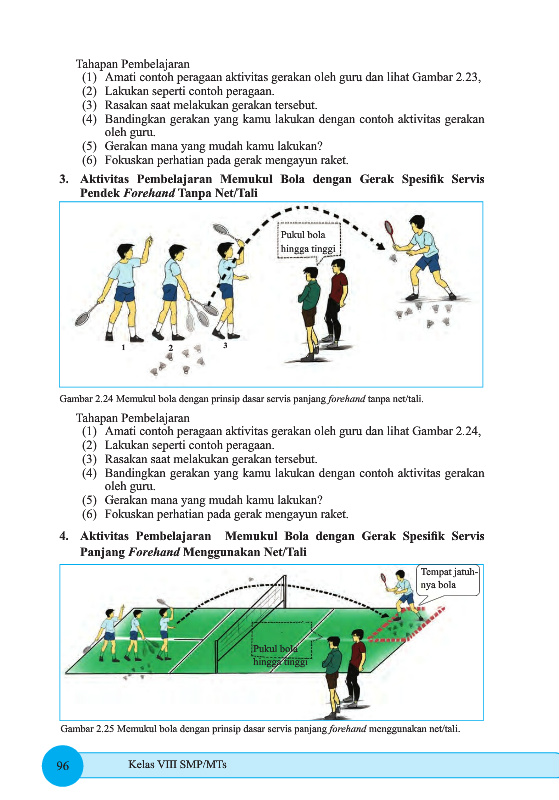 Tahapan Pembelajaran
(1) Amati contoh peragaan aktivitas gerakan oleh guru dan lihat Gambar 2.23,
(2) Lakukan seperti contoh peragaan.
(3) Rasakan saat melakukan gerakan tersebut.
(4) Bandingkan gerakan yang kamu lakukan dengan contoh aktivitas gerakan
oleh guru.
(5) Gerakan mana yang mudah kamu lakukan?
(6) Fokuskan perhatian pada gerak mengayun raket.
3. Aktivitas Pembelajaran Memukul Bola dengan Gerak Spesifik Servis
Pendek Forehand Tanpa Net/Tali
Pukul bola
hingga tinggi
1 2 3
Gambar 2.24 Memukul bola dengan prinsip dasar servis panjang forehand tanpa net/tali.
Tahapan Pembelajaran
(1) Amati contoh peragaan aktivitas gerakan oleh guru dan lihat Gambar 2.24,
(2) Lakukan seperti contoh peragaan.
(3) Rasakan saat melakukan gerakan tersebut.
(4) Bandingkan gerakan yang kamu lakukan dengan contoh aktivitas gerakan
oleh guru.
(5) Gerakan mana yang mudah kamu lakukan?
(6) Fokuskan perhatian pada gerak mengayun raket.
4. Aktivitas Pembelajaran Memukul Bola dengan Gerak Spesifik Servis
Panjang Forehand Menggunakan Net/Tali
Tempat jatuh-
nya bola
Pukul bola
hingga tinggi
Gambar 2.25 Memukul bola dengan prinsip dasar servis panjang forehand menggunakan net/tali.
96 Kelas VIII SMP/MTs